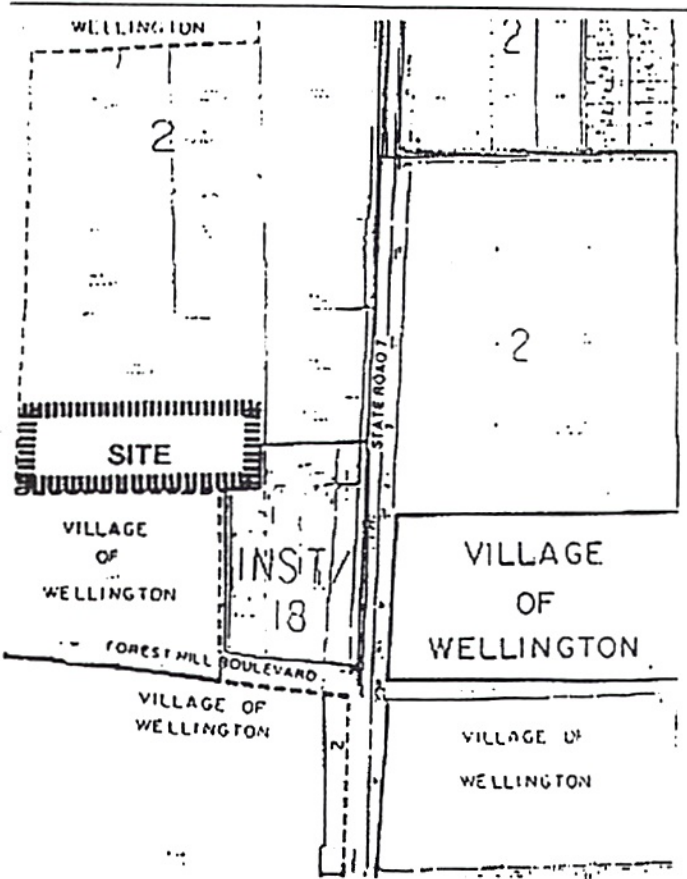 WELLINGTON
2
2
2
STATE ROAD 7
SITE
VILLAGE
OF
WELLINGTON
INST/
18
VILLAGE
OF
WELLINGTON
FOREST HILL BOULEVARD
VILLAGE OF
WELLINGTON
2
VILLAGE OF
WELLINGTON